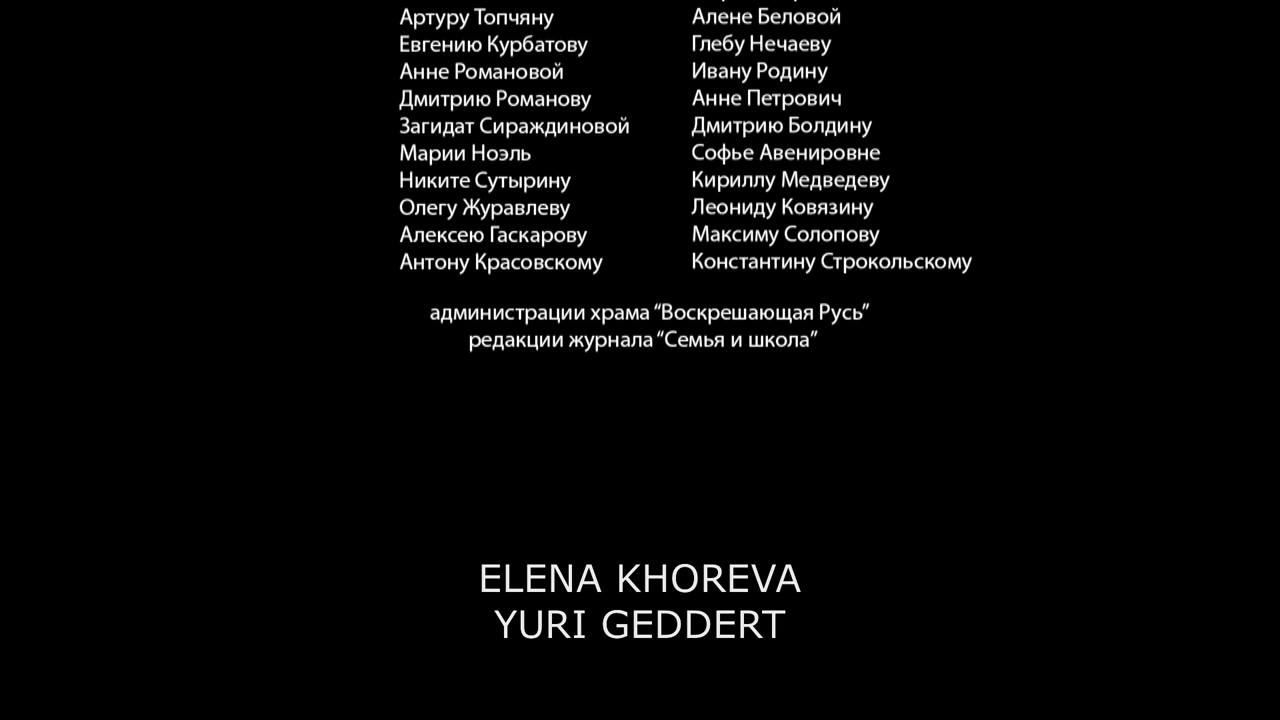 Артуру Топчяну
Евгению Курбатову
Анне Романовой
Дмитрию Романову
Загидат Сираждиновой
Марии Ноэль
Никите Сутырину
Олегу Журавлеву
Алексею Гаскарову
Антону Красовскому
Алене Беловой
Глебу Нечаеву
Ивану Родину
Анне Петрович
Дмитрию Болдину
Софье Авенировне
Кириллу Медведеву
Леониду Ковязину
Максиму Солопову
Константину Строкольскому
администрации храма “Воскрешающая Русь”
редакции журнала “Семья и школа”
ELENA KHOREVA
YURI GEDDERT